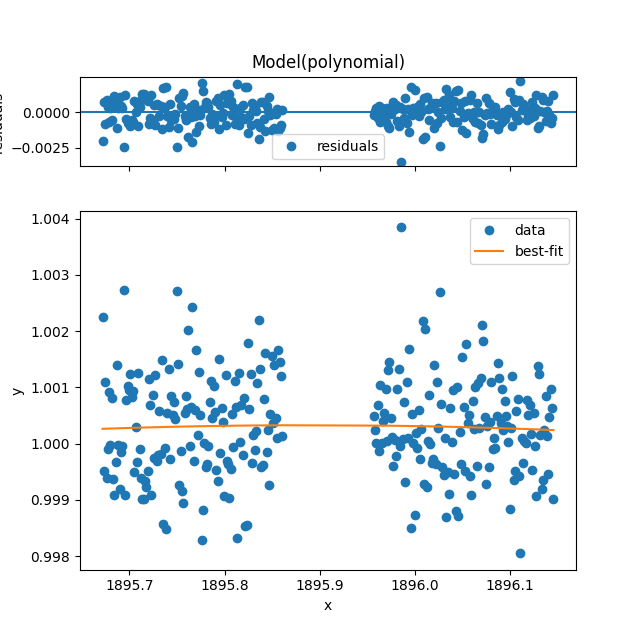 Model(polynomial)
residuals
0.0000
−0.0025
residuals
1.004
1.003
1.002
1.001
1.000
0.999
0.998
y
data
best-fit
1895.7
1895.8
1895.9
1896.0
1896.1
x